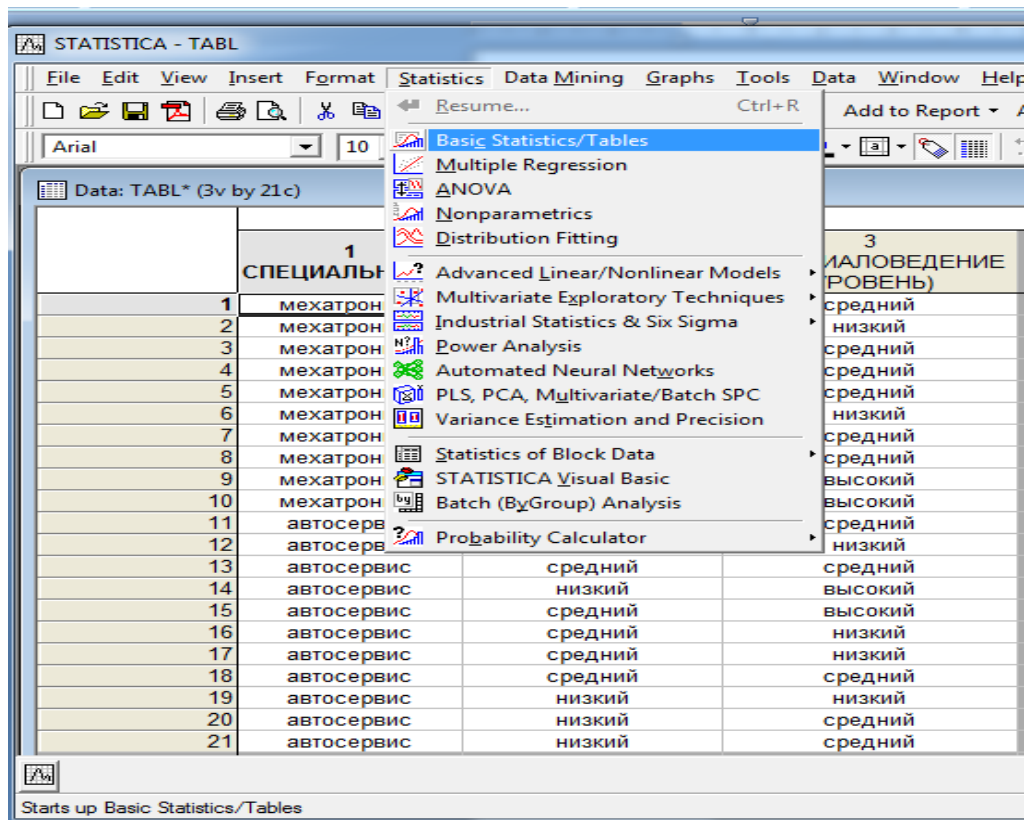 STATISTICA - TABL
File Edit View Insert Format Statistics Data Mining Graphs Tools Data Window Help
Resume... Ctrl+R
Add to Report
Arial 10
Basic Statistics/Tables
Multiple Regression
ANOVA
Nonparametrics
Distribution Fitting
Advanced Linear/Nonlinear Models
Multivariate Exploratory Techniques
Industrial Statistics & Six Sigma
Power Analysis
Automated Neural Networks
PLS, PCA, Multivariate/Batch SPC
Variance Estimation and Precision
Statistics of Block Data
STATISTICA Visual Basic
Batch (ByGroup) Analysis
Probability Calculator
Data: TABL* (3v by 21c)
1 3
СПЕЦИАЛЬН ИАЛОВЕДЕНИЕ
РОВЕНЬ)
1 мехатрон средний
2 мехатрон низкий
3 мехатрон средний
4 мехатрон средний
5 мехатрон средний
6 мехатрон низкий
7 мехатрон средний
8 мехатрон средний
9 мехатрон высокий
10 мехатрон высокий
11 автосерв средний
12 автосерв низкий
13 автосервис средний средний
14 автосервис низкий высокий
15 автосервис средний высокий
16 автосервис средний низкий
17 автосервис средний низкий
18 автосервис средний средний
19 автосервис низкий низкий
20 автосервис низкий средний
21 автосервис низкий средний
Starts up Basic Statistics/Tables